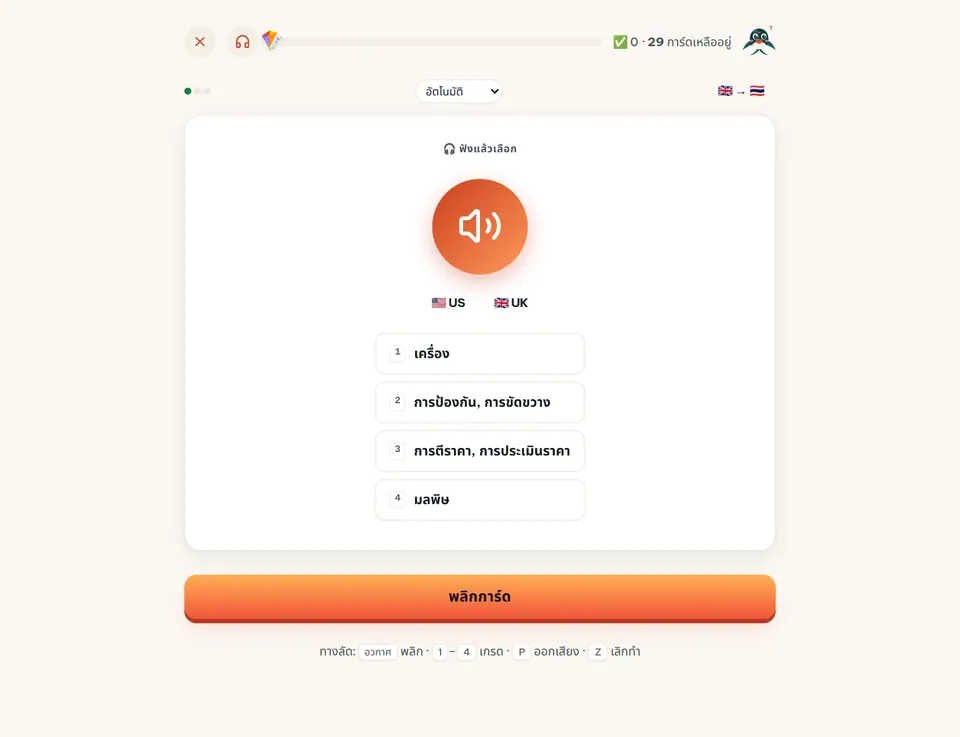 ✅ 0 · 29 การ์ดเหลืออยู่
อัตโนมัติ
🇬🇧 → 🇹🇭
🎧 ฟังแล้วเลือก
🇺🇸 US 🇬🇧 UK
1 เครื่อง
2 การป้องกัน, การขัดขวาง
3 การตีราคา, การประเมินราคา
4 มลพิษ
พลิกการ์ด
ทางลัด: อวกาศ พลิก · 1 – 4 เกรด · P ออกเสียง · Z เลิกทำ